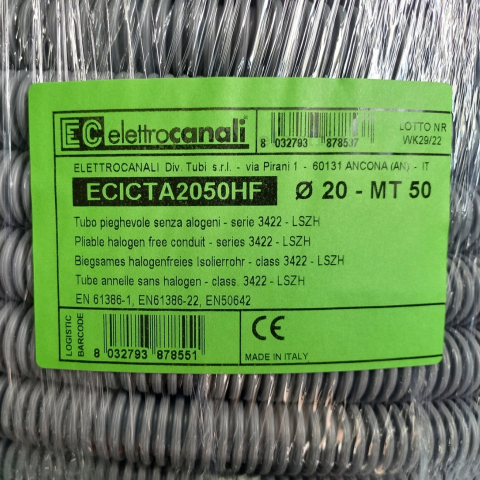 EC elettrocanali
8 032793 878537
LOTTO NR
WK29/22
ELETTROCANALI Div. Tubi s.r.l. - via Pirani 1 - 60131 ANCONA (AN) - IT
ECICTA2050HF Ø 20 - MT 50
Tubo pieghevole senza alogeni - serie 3422 - LSZH
Pliable halogen free conduit - series 3422 - LSZH
Biegsames halogenfreies Isolierrohr - class 3422 - LSZH
Tube annelle sans halogen - class. 3422 - LSZH
EN 61386-1, EN61386-22, EN50642
LOGISTIC
BARCODE
8 032793 878551
CE
MADE IN ITALY